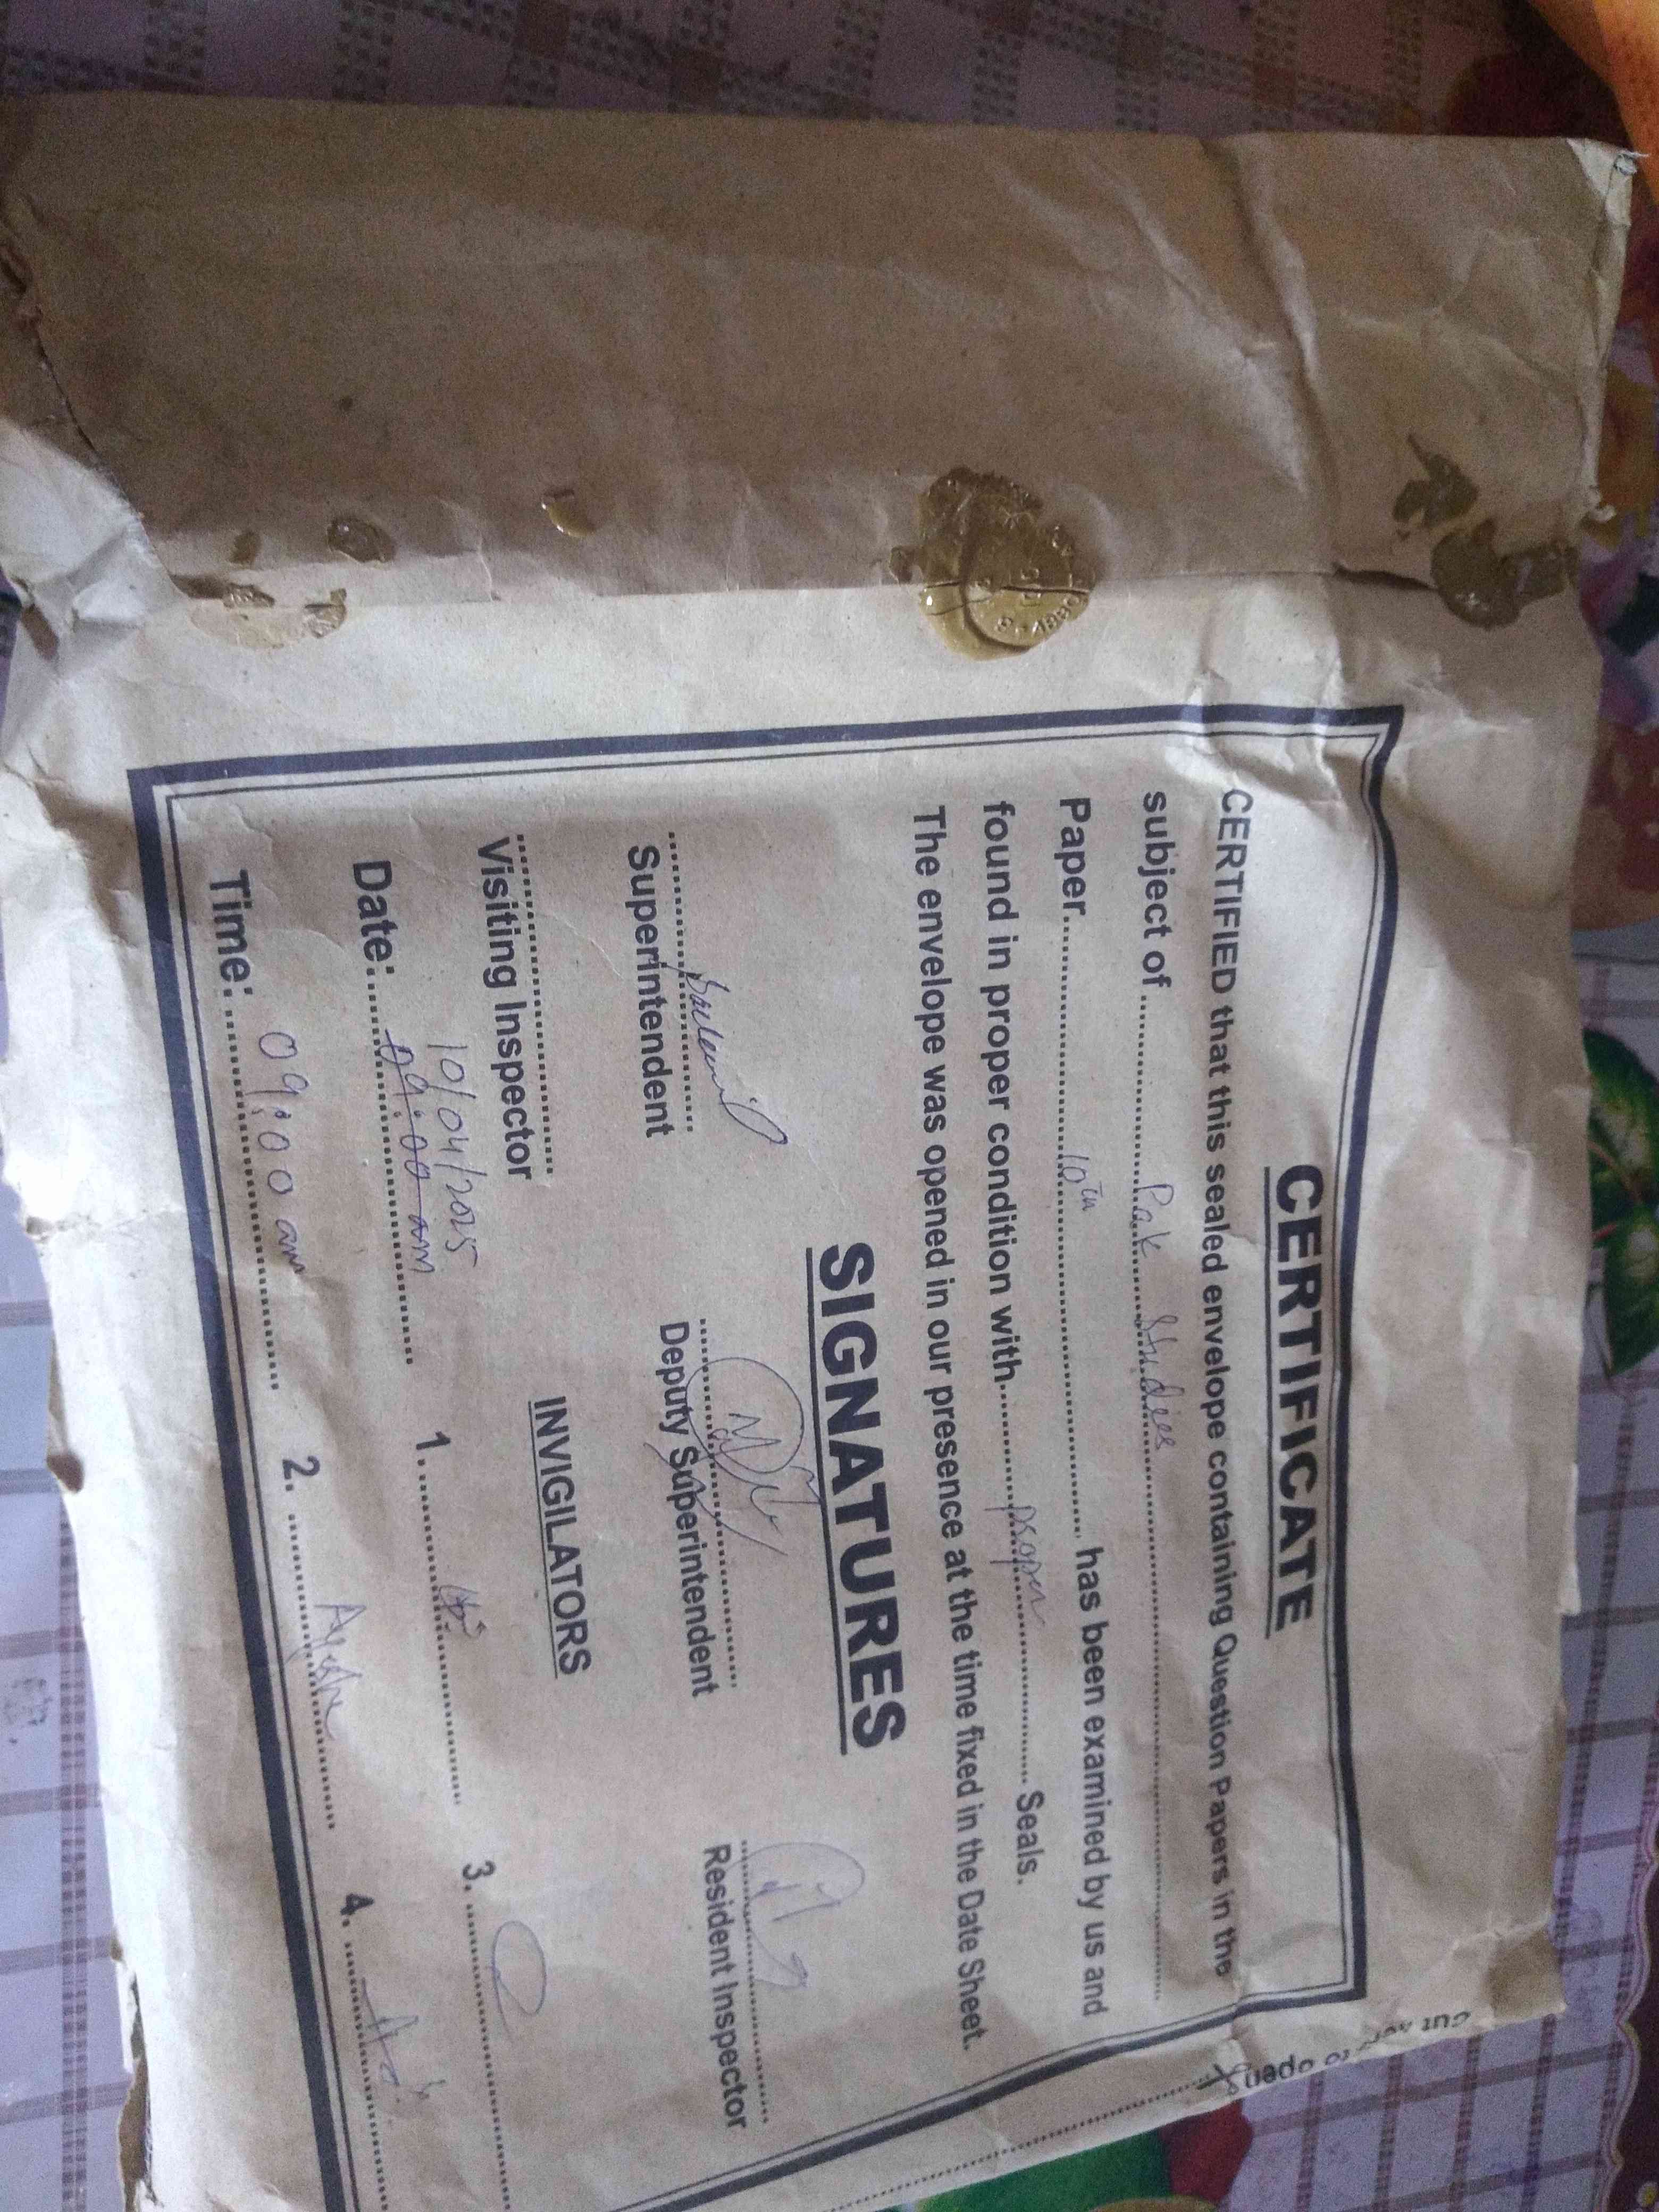 CERTIFICATE
CERTIFIED that this sealed envelope containing Question Papers in the
subject of........Pak Studies........
Paper........10th........ has been examined by us and
found in proper condition with........proper........ Seals.
The envelope was opened in our presence at the time fixed in the Date Sheet.
SIGNATURES
Superintendent Deputy Superintendent Resident Inspector
Visiting Inspector
INVIGILATORS
10/04/2025
Date:........09:00 am........ 1. ........ 3. ........
Time:........09:00 am........ 2. ........ 4. ........
cut to open